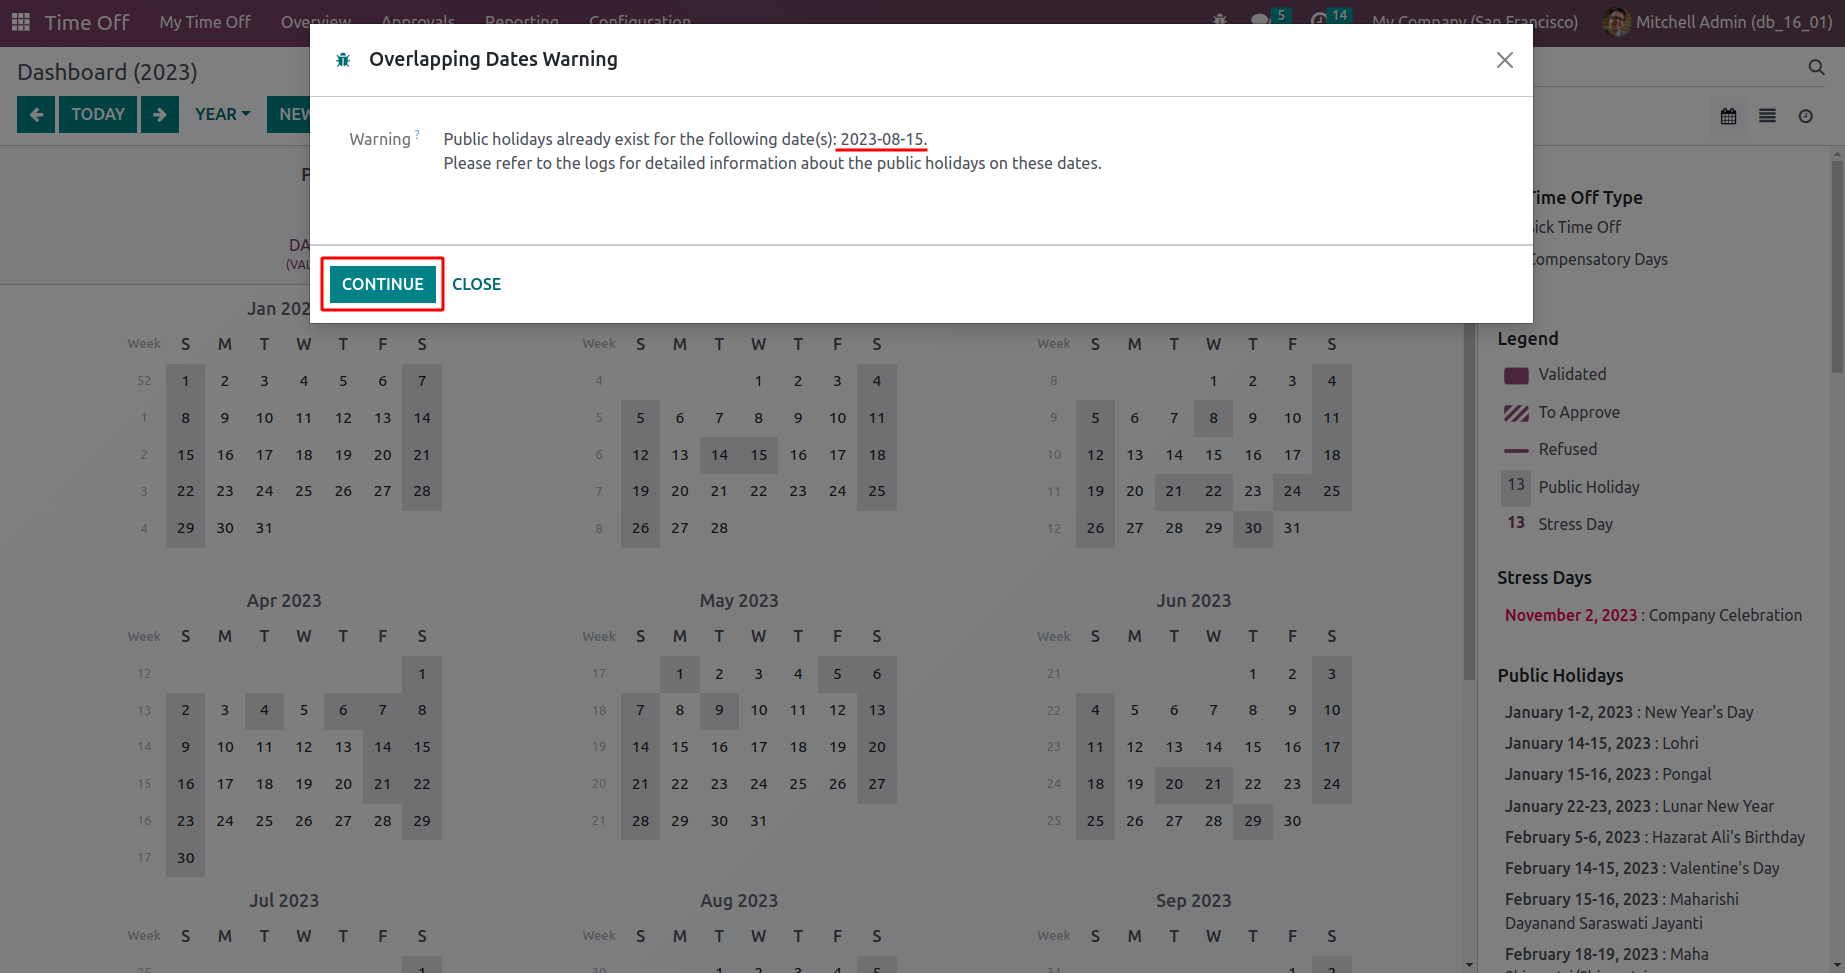 Time Off
My Time Off
Overview
Approvals
Reporting
Configuration
5
14
My Company (San Francisco)
Mitchell Admin (db_16_01)
Dashboard (2023)
TODAY
YEAR
NEW
Overlapping Dates Warning
Warning ?
Public holidays already exist for the following date(s): 2023-08-15.
Please refer to the logs for detailed information about the public holidays on these dates.
CONTINUE
CLOSE
P
DA
(VAL
Jan 202
Week S M T W T F S
52 1 2 3 4 5 6 7
1 8 9 10 11 12 13 14
2 15 16 17 18 19 20 21
3 22 23 24 25 26 27 28
4 29 30 31
Week S M T W T F S
4 1 2 3 4
5 5 6 7 8 9 10 11
6 12 13 14 15 16 17 18
7 19 20 21 22 23 24 25
8 26 27 28
Week S M T W T F S
8 1 2 3 4
9 5 6 7 8 9 10 11
10 12 13 14 15 16 17 18
11 19 20 21 22 23 24 25
12 26 27 28 29 30 31
Apr 2023
Week S M T W T F S
12 1
13 2 3 4 5 6 7 8
14 9 10 11 12 13 14 15
15 16 17 18 19 20 21 22
16 23 24 25 26 27 28 29
17 30
May 2023
Week S M T W T F S
17 1 2 3 4 5 6
18 7 8 9 10 11 12 13
19 14 15 16 17 18 19 20
20 21 22 23 24 25 26 27
21 28 29 30 31
Jun 2023
Week S M T W T F S
21 1 2 3
22 4 5 6 7 8 9 10
23 11 12 13 14 15 16 17
24 18 19 20 21 22 23 24
25 25 26 27 28 29 30
Jul 2023
Week S M T W T F S
25 1
Aug 2023
Week S M T W T F S
30 1 2 3 4 5
Sep 2023
Week S M T W T F S
34 1 2
Time Off Type
ick Time Off
ompensatory Days
Legend
Validated
To Approve
Refused
13 Public Holiday
13 Stress Day
Stress Days
November 2, 2023 : Company Celebration
Public Holidays
January 1-2, 2023 : New Year's Day
January 14-15, 2023 : Lohri
January 15-16, 2023 : Pongal
January 22-23, 2023 : Lunar New Year
February 5-6, 2023 : Hazarat Ali's Birthday
February 14-15, 2023 : Valentine's Day
February 15-16, 2023 : Maharishi
Dayanand Saraswati Jayanti
February 18-19, 2023 : Maha